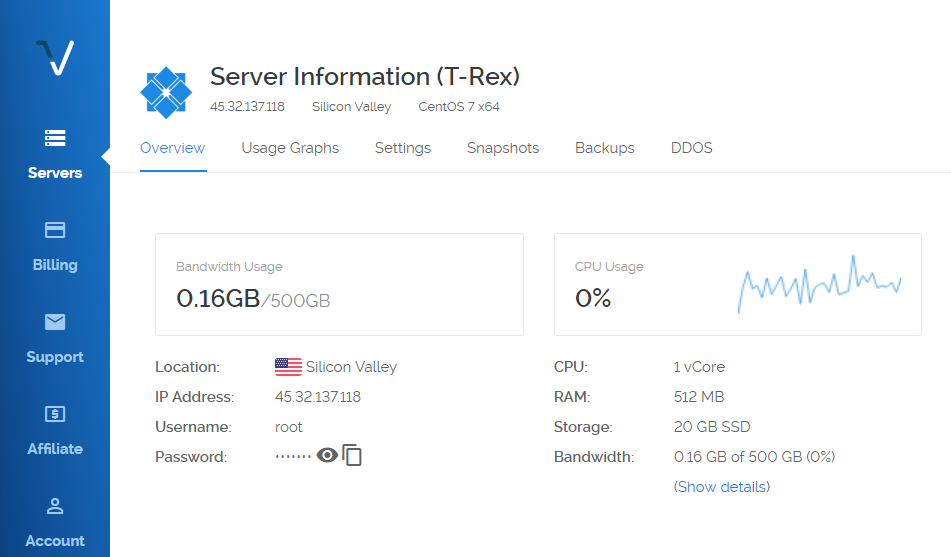 Server Information (T-Rex)
45.32.137.118 Silicon Valley CentOS 7 x64
Overview Usage Graphs Settings Snapshots Backups DDOS
Servers
Billing
Support
Affiliate
Account
Bandwidth Usage
0.16GB/500GB
CPU Usage
0%
Location: Silicon Valley
IP Address: 45.32.137.118
Username: root
Password: ·······
CPU: 1 vCore
RAM: 512 MB
Storage: 20 GB SSD
Bandwidth: 0.16 GB of 500 GB (0%)
(Show details)